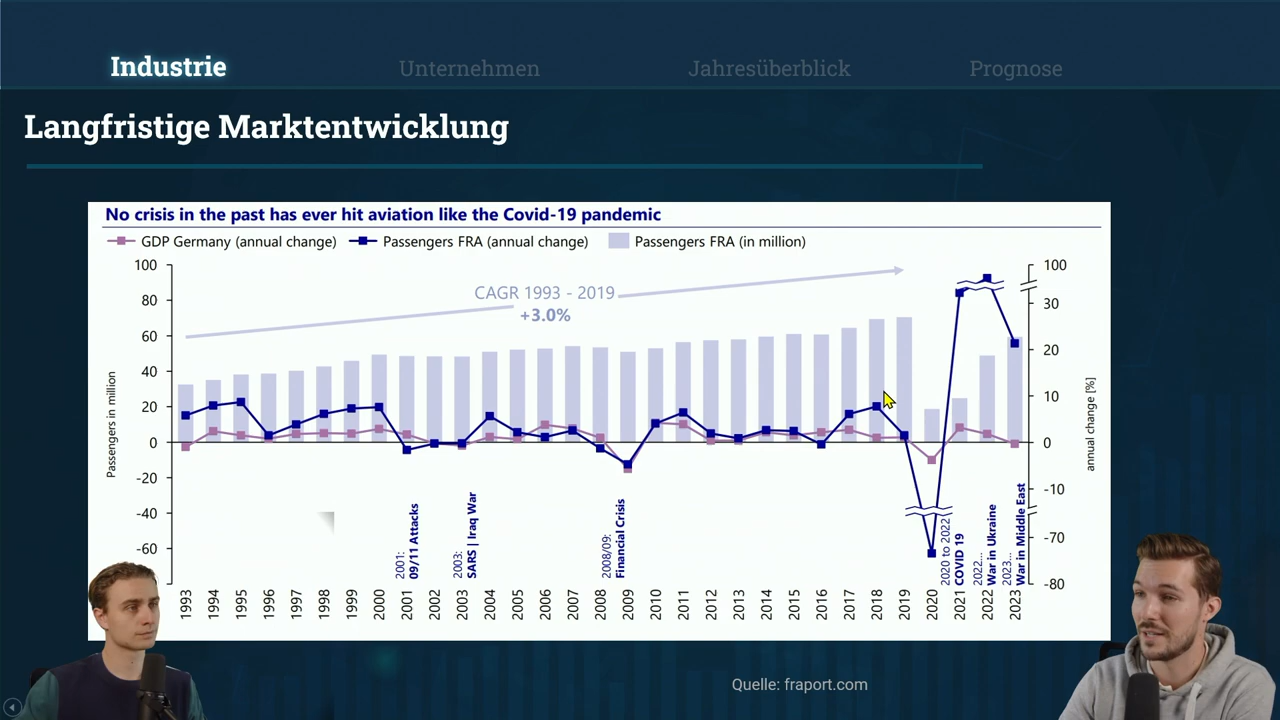 Industrie
Unternehmen
Jahresüberblick
Prognose
Langfristige Marktentwicklung
No crisis in the past has ever hit aviation like the Covid-19 pandemic
GDP Germany (annual change)
Passengers FRA (annual change)
Passengers FRA (in million)
100
80
60
40
20
0
-20
-40
-60
Passengers in million
CAGR 1993 - 2019
+3.0%
100
30
20
10
0
-10
-70
-80
annual change [%]
2001:
09/11 Attacks
2003:
SARS | Iraq War
2008/09:
Financial Crisis
2020 to 2022
COVID 19
2022...
War in Ukraine
2023...
War in Middle East
1993 1994 1995 1996 1997 1998 1999 2000 2001 2002 2003 2004 2005 2006 2007 2008 2009 2010 2011 2012 2013 2014 2015 2016 2017 2018 2019 2020 2021 2022 2023
Quelle: fraport.com